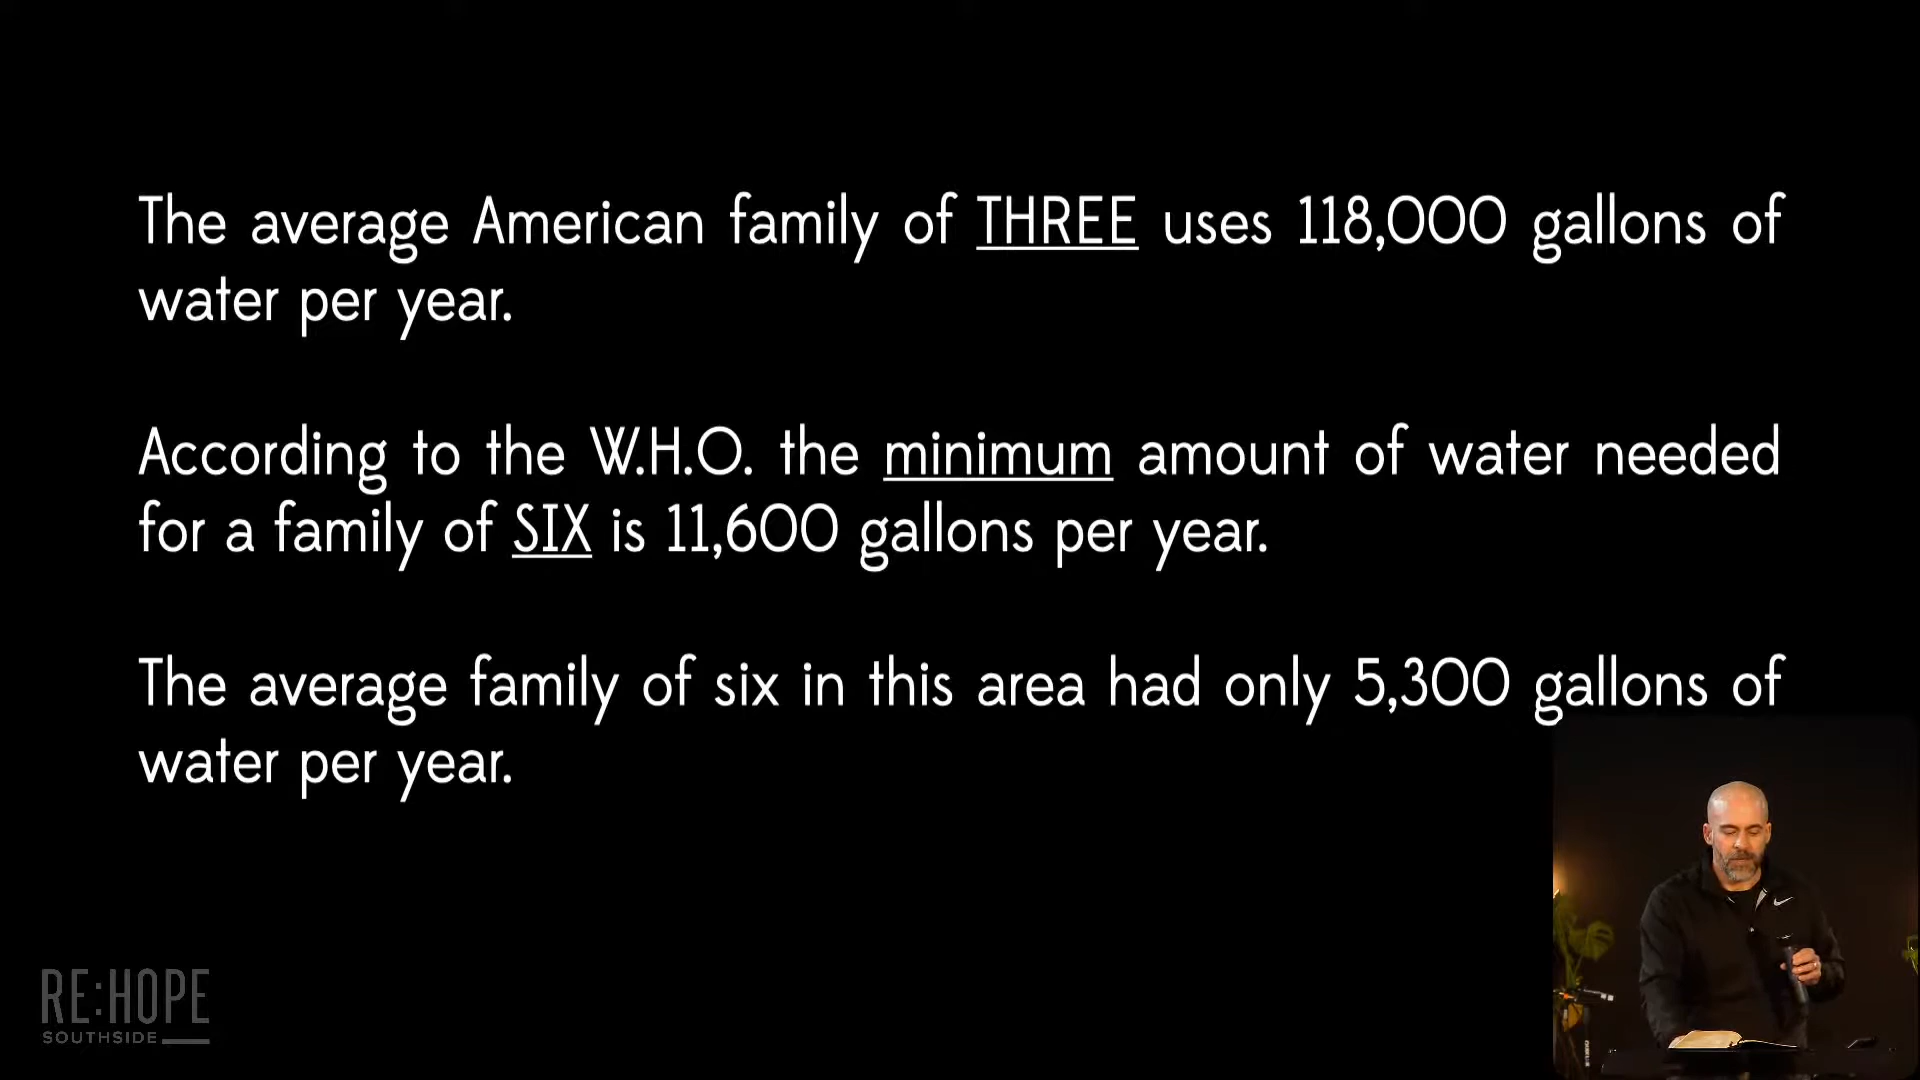 The average American family of THREE uses 118,000 gallons of
water per year.
According to the W.H.O. the minimum amount of water needed
for a family of SIX is 11,600 gallons per year.
The average family of six in this area had only 5,300 gallons of
water per year.
RE:HOPE
SOUTHSIDE